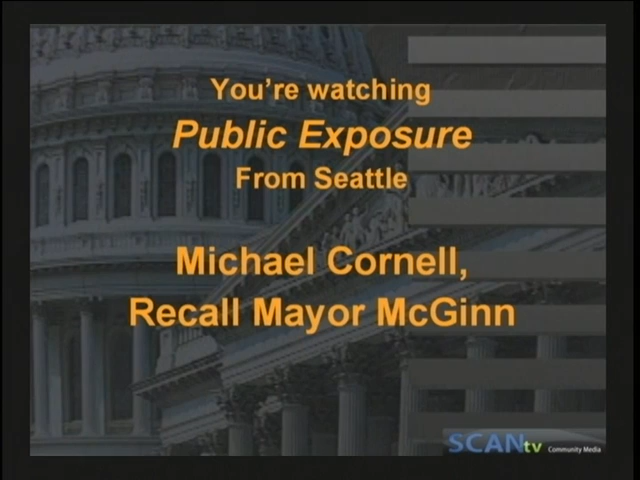 You're watching
Public Exposure
From Seattle
Michael Cornell,
Recall Mayor McGinn
SCANtv Community Media